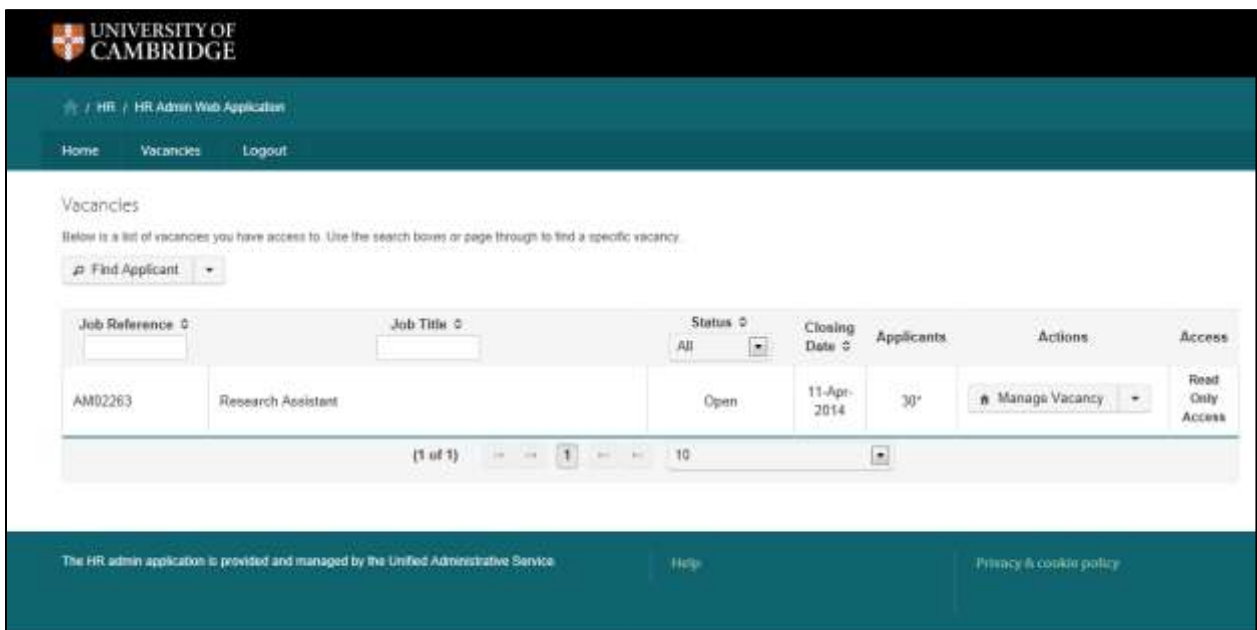 UNIVERSITY OF
CAMBRIDGE
/ HR / HR Admin Web Application
Home Vacancies Logout
Vacancies
Below is a list of vacancies you have access to. Use the search boxes or page through to find a specific vacancy.
Find Applicant
Job Reference Job Title Status Closing Date Applicants Actions Access
All
AM02263 Research Assistant Open 11-Apr-2014 30* Manage Vacancy Read Only Access
(1 of 1) 1 10
The HR admin application is provided and managed by the Unified Administrative Service Help Privacy & cookie policy